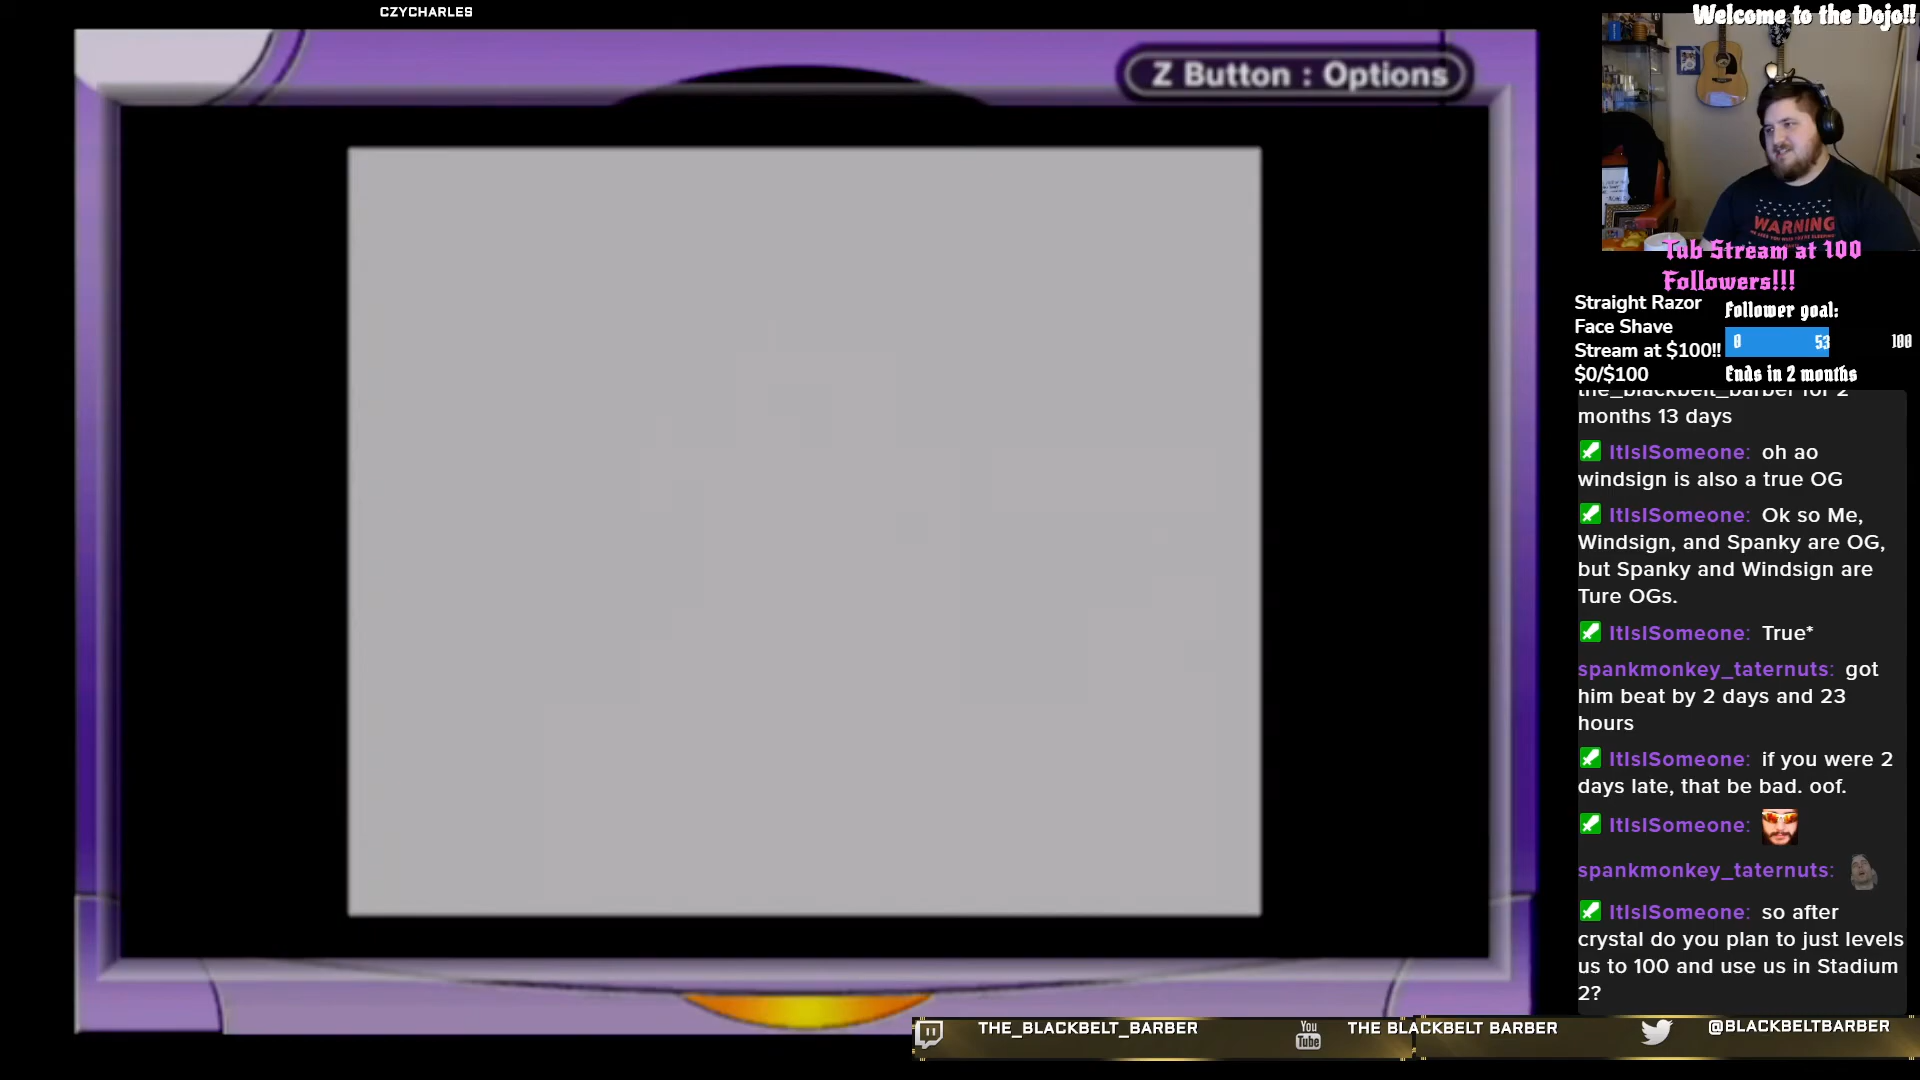 CZYCHARLES
Welcome to the Dojo!!
Z Button : Options
WARNING
Tub Stream at 100
Followers!!!
Straight Razor
Face Shave
Stream at $100!!
$0/$100
Follower goal:
0 53 100
Ends in 2 months
the_blackbelt_barber for 2
months 13 days
ItIsISomeone: oh ao
windsign is also a true OG
ItIsISomeone: Ok so Me,
Windsign, and Spanky are OG,
but Spanky and Windsign are
Ture OGs.
ItIsISomeone: True*
spankmonkey_taternuts: got
him beat by 2 days and 23
hours
ItIsISomeone: if you were 2
days late, that be bad. oof.
ItIsISomeone:
spankmonkey_taternuts:
ItIsISomeone: so after
crystal do you plan to just levels
us to 100 and use us in Stadium
2?
THE_BLACKBELT_BARBER
You
Tube
THE BLACKBELT BARBER
@BLACKBELTBARBER